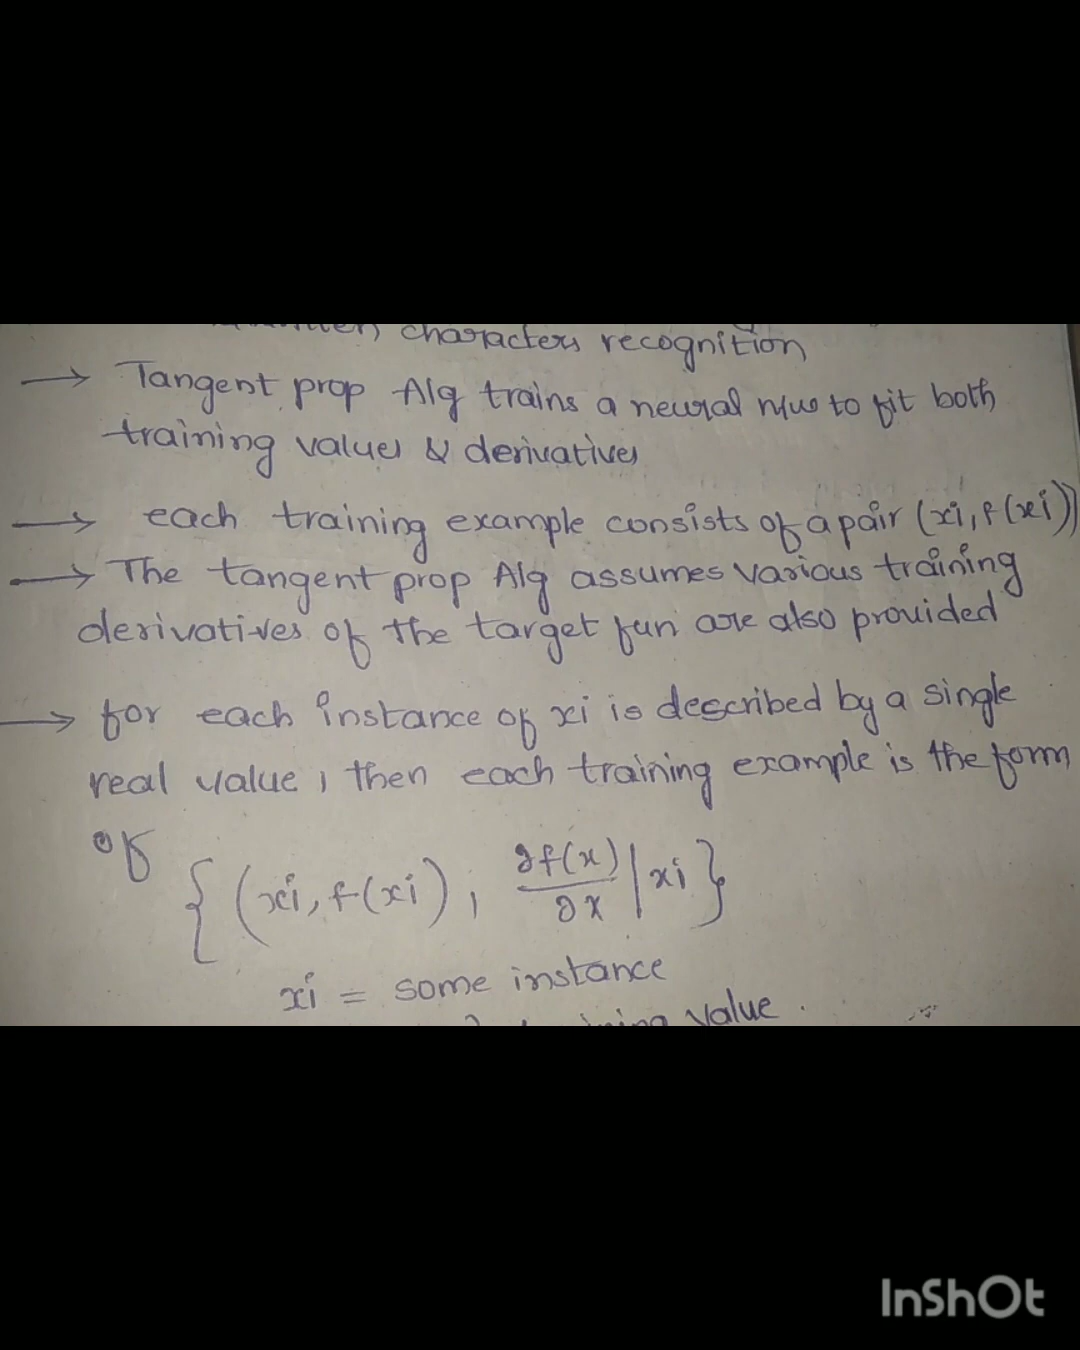 characters recognition
→ Tangent prop Alg trains a neural n/w to fit both
training values & derivatives
→ each training example consists of a pair (xi, f(xi))
→ The tangent prop Alg assumes various training
derivatives of the target fun are also provided
→ for each instance of xi is described by a single
real value, then each training example is the form
of
{(xi, f(xi), ∂f(x)/∂x | xi}
xi = some instance
value.
InShOt